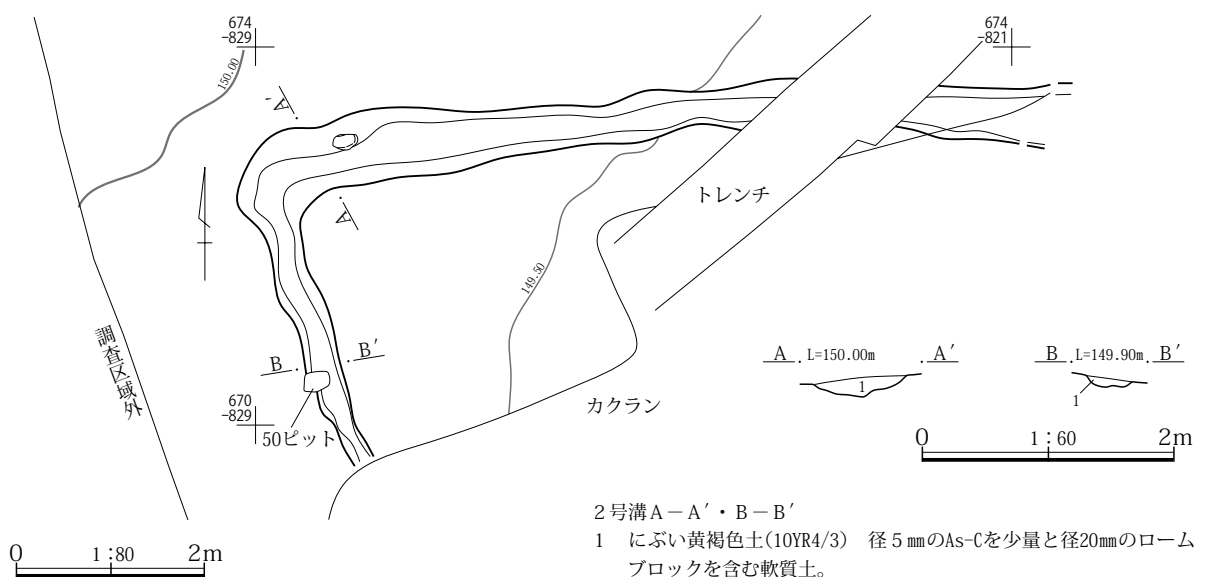 674
-829
674
-821
150.00
A′
A
トレンチ
149.50
調査区域外
B
B′
A
L=150.00m
A′
B
L=149.90m
B′
1
1
カクラン
670
-829
50ピット
0
1：60
2m
2号溝A－A′・B－B′
1　にぶい黄褐色土(10YR4/3)　径５㎜のAs-Cを少量と径20㎜のローム
ブロックを含む軟質土。
0
1：80
2m